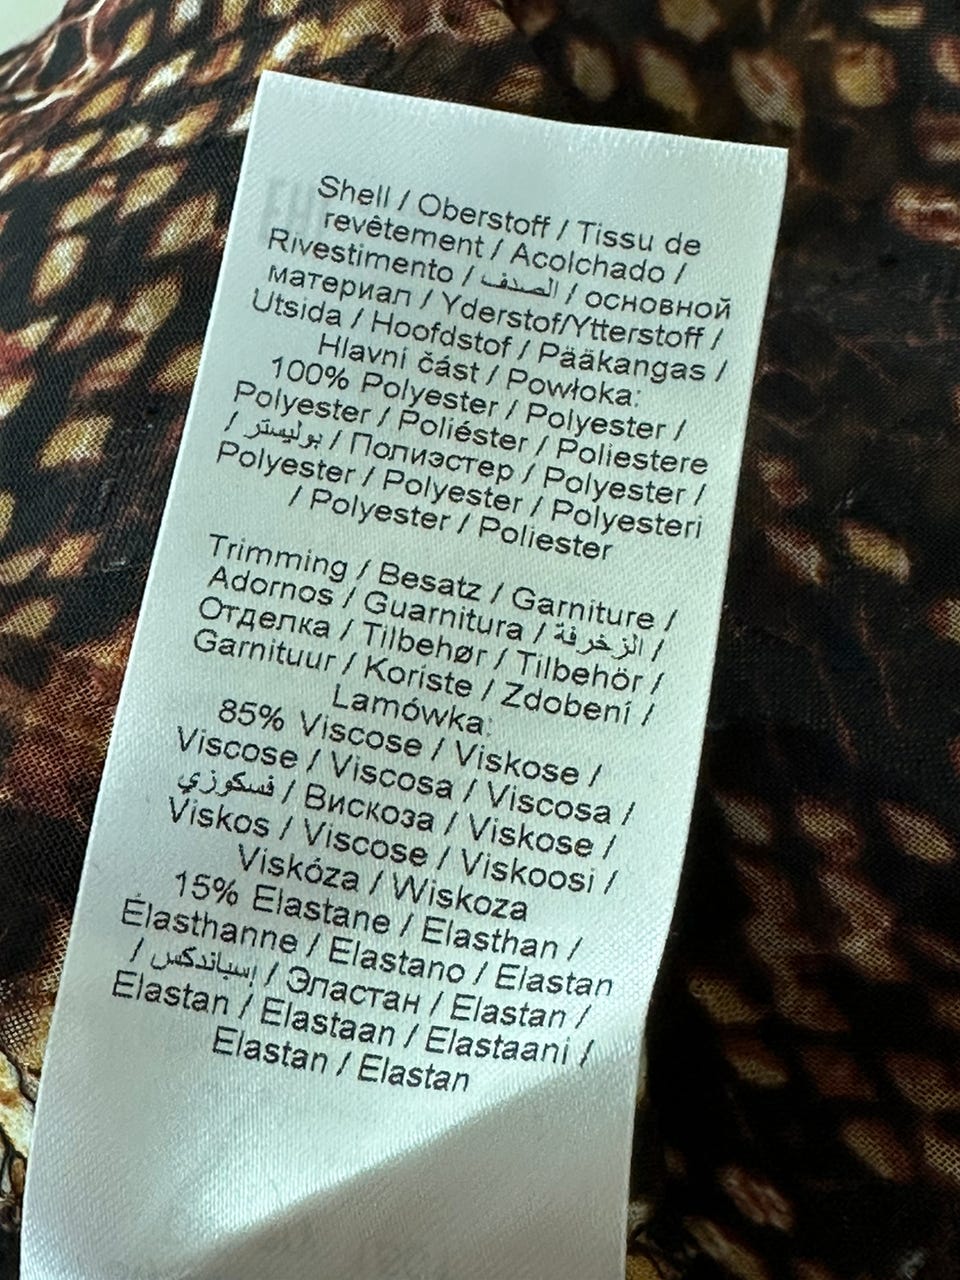 Shell / Oberstoff / Tissu de
revêtement / Acolchado /
Rivestimento / الصدف / основной
материал / Yderstof/Ytterstoff /
Utsida / Hoofdstof / Pääkangas /
Hlavní část / Powłoka:
100% Polyester / Polyester /
Polyester / Poliéster / Poliestere
/ بوليستر / Полиэстер / Polyester /
Polyester / Polyester / Polyesteri
/ Polyester / Poliester
Trimming / Besatz / Garniture /
Adornos / Guarnitura / الزخرفة /
Отделка / Tilbehør / Tilbehör /
Garnituur / Koriste / Zdobení /
Lamówka:
85% Viscose / Viskose /
Viscose / Viscosa / Viscosa /
فسكوزي / Вискоза / Viskose /
Viskos / Viscose / Viskoosi /
Viskóza / Wiskoza
15% Elastane / Elasthan /
Élasthanne / Elastano / Elastan
/ إسباندكس / Эластан / Elastan /
Elastan / Elastaan / Elastaani /
Elastan / Elastan